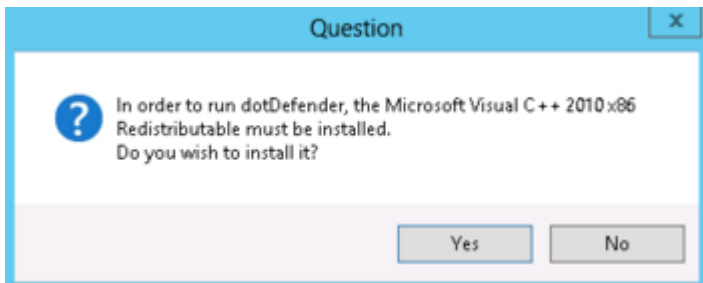 Question
x
In order to run dotDefender, the Microsoft Visual C++ 2010 x86
Redistributable must be installed.
Do you wish to install it?
Yes No